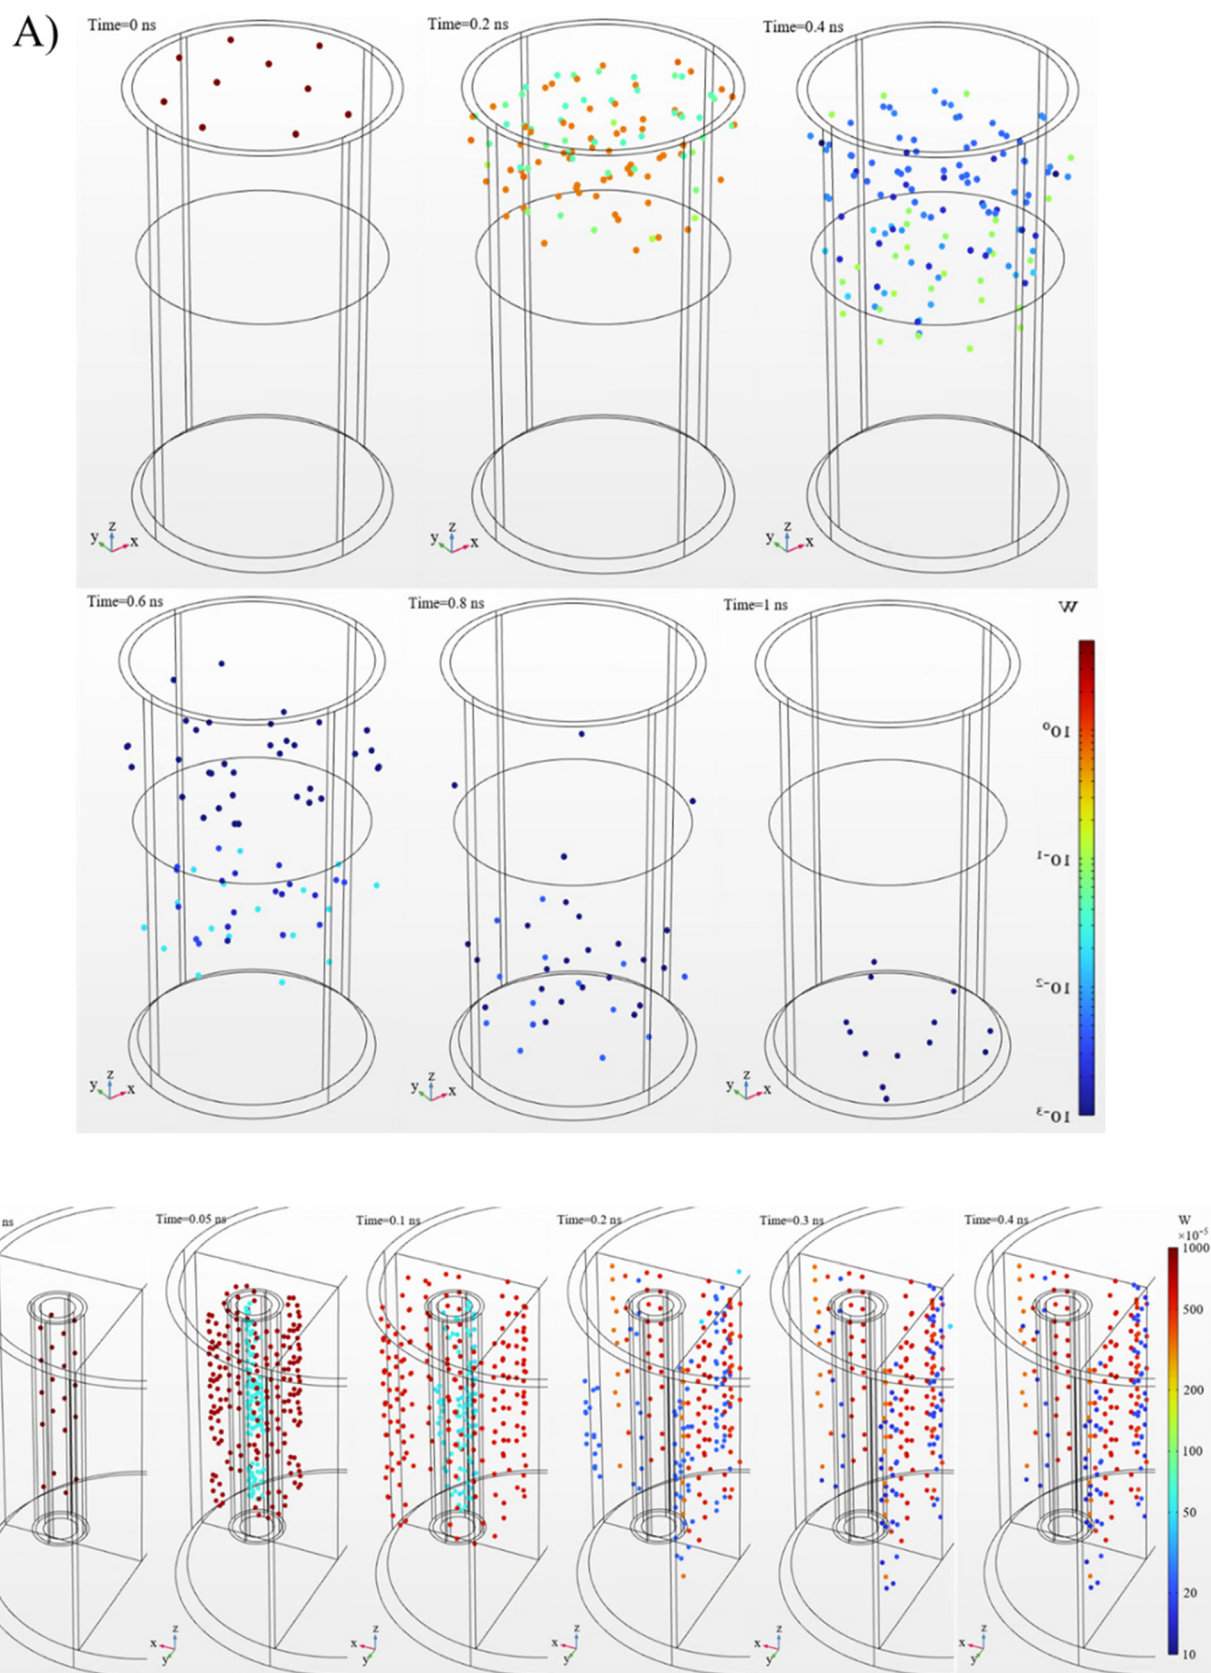 A)
Time=0 ns
Time=0.2 ns
Time=0.4 ns
z
y
x
z
y
x
z
y
x
Time=0.6 ns
Time=0.8 ns
Time=1 ns
W
10⁰
10⁻¹
10⁻²
10⁻³
z
y
x
z
y
x
z
y
x
ns
Time=0.05 ns
Time=0.1 ns
Time=0.2 ns
Time=0.3 ns
Time=0.4 ns
W
×10⁻⁵
1000
500
200
100
50
20
10
z
x
y
z
x
y
z
x
y
z
x
y
z
x
y